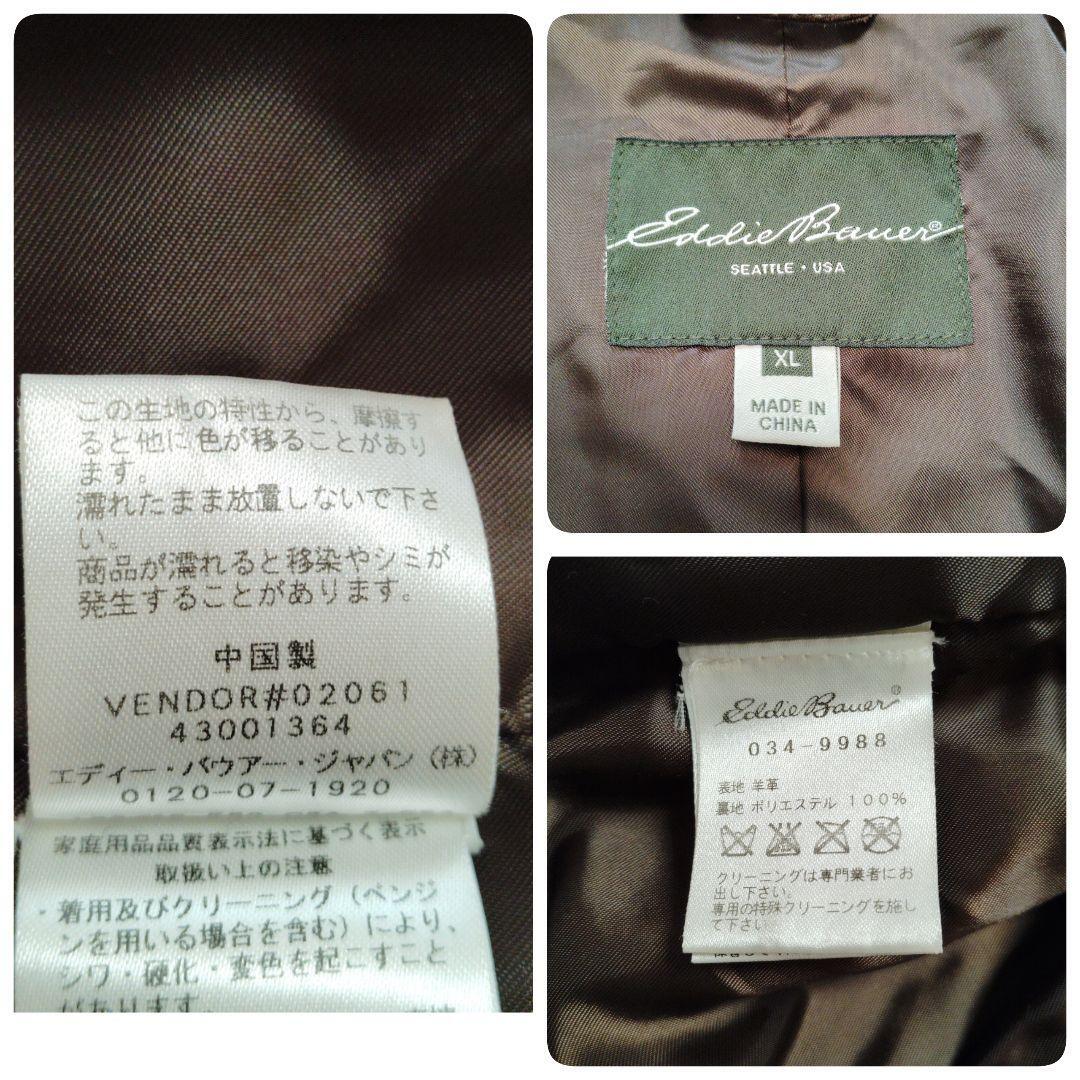 この生地の特性から、摩擦す
ると他に色が移ることがあり
ます。
濡れたまま放置しないで下さ
い。
商品が濡れると移染やシミが
発生することがあります。
中国製
VENDOR#02061
43001364
エディー・バウアー・ジャパン(株)
0120-07-1920
家庭用品品質表示法に基づく表示
取扱い上の注意
・着用及びクリーニング(ベンジ
ンを用いる場合を含む)により、
シワ・硬化・変色を起こすこと
があります。
Eddie Bauer®
SEATTLE・USA
XL
MADE IN
CHINA
Eddie Bauer®
034-9988
表地 羊革
裏地 ポリエステル 100%
クリーニングは専門業者にお
出し下さい。
専用の特殊クリーニングを施し
て下さい。